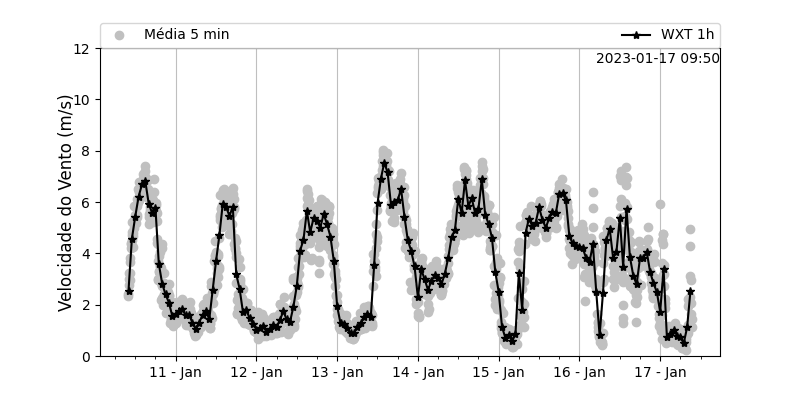 Média 5 min
WXT 1h
2023-01-17 09:50
Velocidade do Vento (m/s)
12
10
8
6
4
2
0
11 - Jan
12 - Jan
13 - Jan
14 - Jan
15 - Jan
16 - Jan
17 - Jan